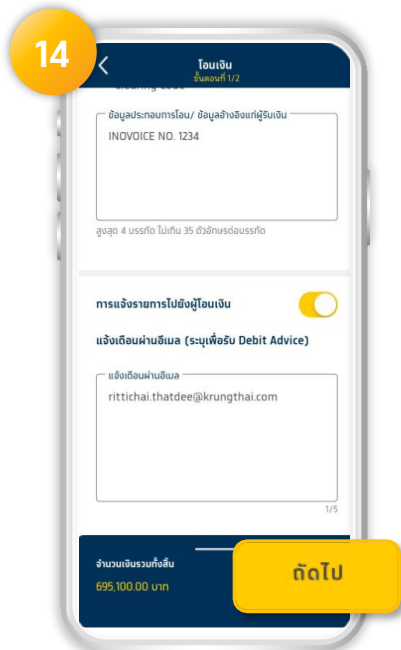 14
โอนเงิน
ขั้นตอนที่ 1/2
ข้อมูลประกอบการโอน/ ข้อมูลอ้างอิงแก่ผู้รับเงิน
INOVOICE NO. 1234
สูงสุด 4 บรรทัด ไม่เกิน 35 ตัวอักษรต่อบรรทัด
การแจ้งรายการไปยังผู้โอนเงิน
แจ้งเตือนผ่านอีเมล (ระบุเพื่อรับ Debit Advice)
แจ้งเตือนผ่านอีเมล
rittichai.thatdee@krungthai.com
1/5
จำนวนเงินรวมทั้งสิ้น
695,100.00 บาท
ถัดไป